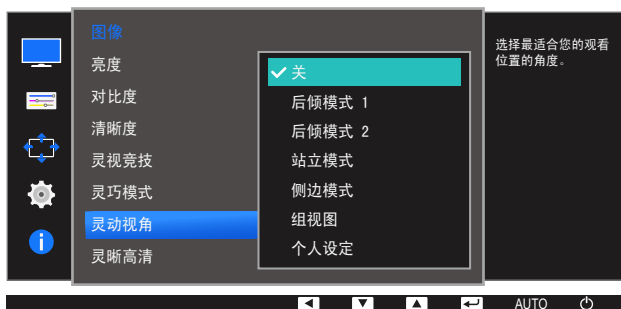 图像
亮度
对比度
清晰度
灵视竞技
灵巧模式
灵动视角
灵晰高清
关
后倾模式 1
后倾模式 2
站立模式
侧边模式
组视图
个人设定
选择最适合您的观看
位置的角度。
AUTO